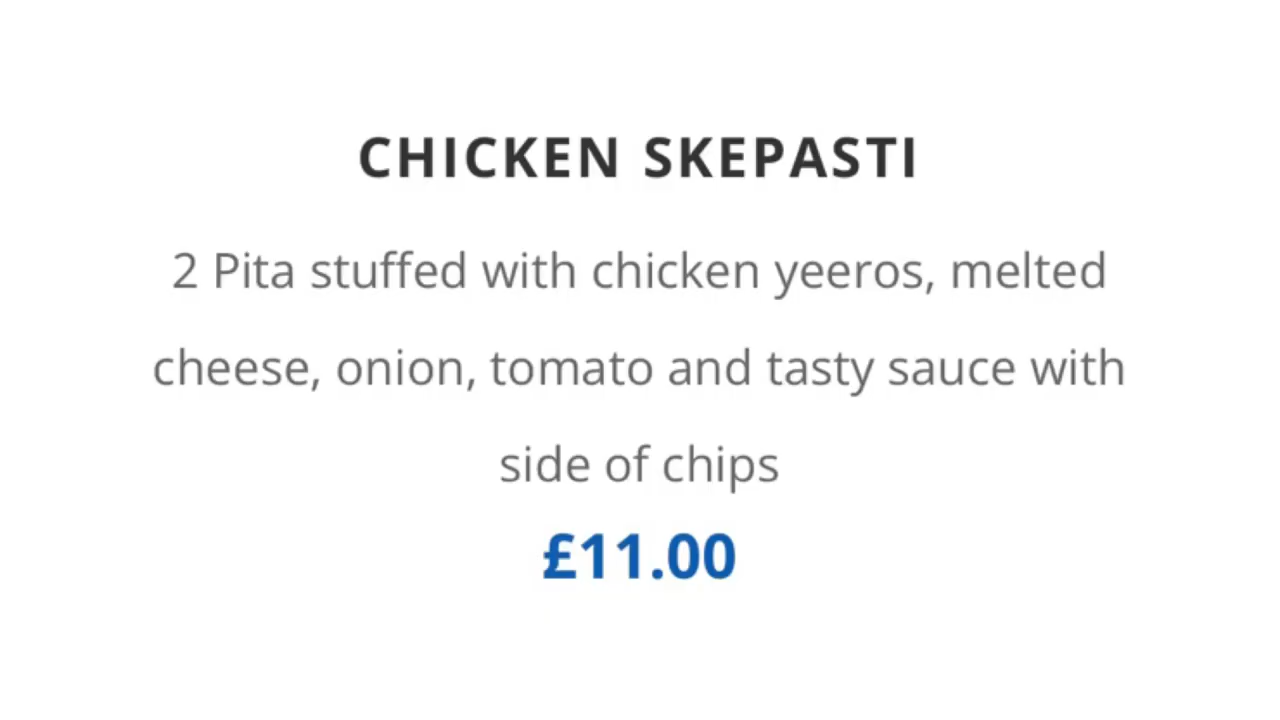 CHICKEN SKEPASTI
2 Pita stuffed with chicken yeeros, melted
cheese, onion, tomato and tasty sauce with
side of chips
£11.00